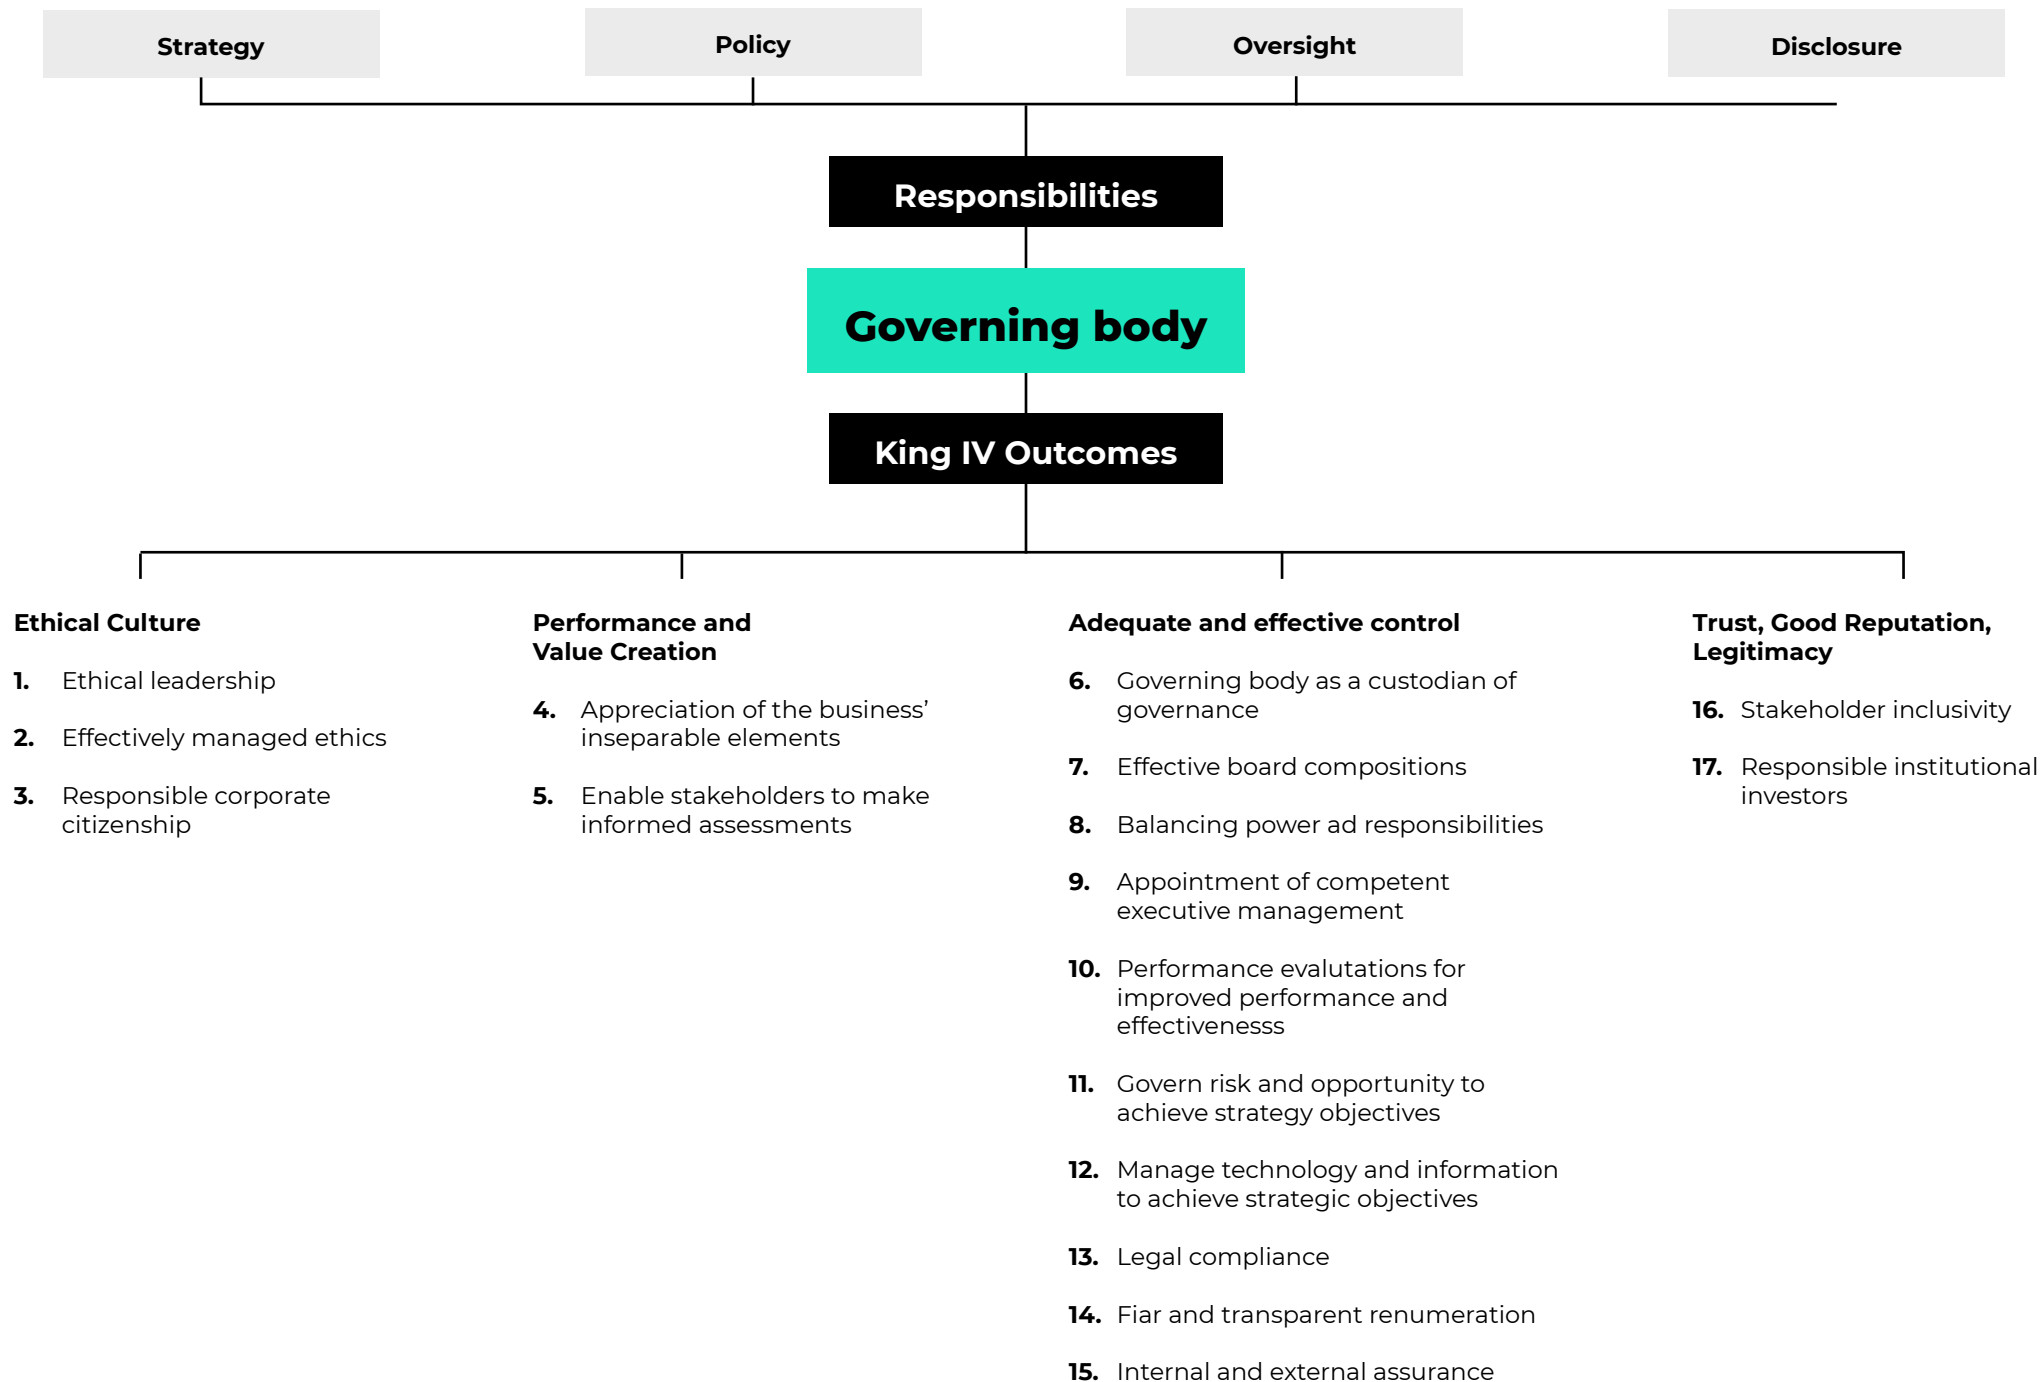 Strategy
Policy
Oversight
Disclosure
Responsibilities
Governing body
King IV Outcomes
Ethical Culture
1. Ethical leadership
2. Effectively managed ethics
3. Responsible corporate
citizenship
Performance and
Value Creation
4. Appreciation of the business’
inseparable elements
5. Enable stakeholders to make
informed assessments
Adequate and effective control
6. Governing body as a custodian of
governance
7. Effective board compositions
8. Balancing power ad responsibilities
9. Appointment of competent
executive management
10. Performance evalutations for
improved performance and
effectivenesss
11. Govern risk and opportunity to
achieve strategy objectives
12. Manage technology and information
to achieve strategic objectives
13. Legal compliance
14. Fiar and transparent renumeration
15. Internal and external assurance
Trust, Good Reputation,
Legitimacy
16. Stakeholder inclusivity
17. Responsible institutional
investors